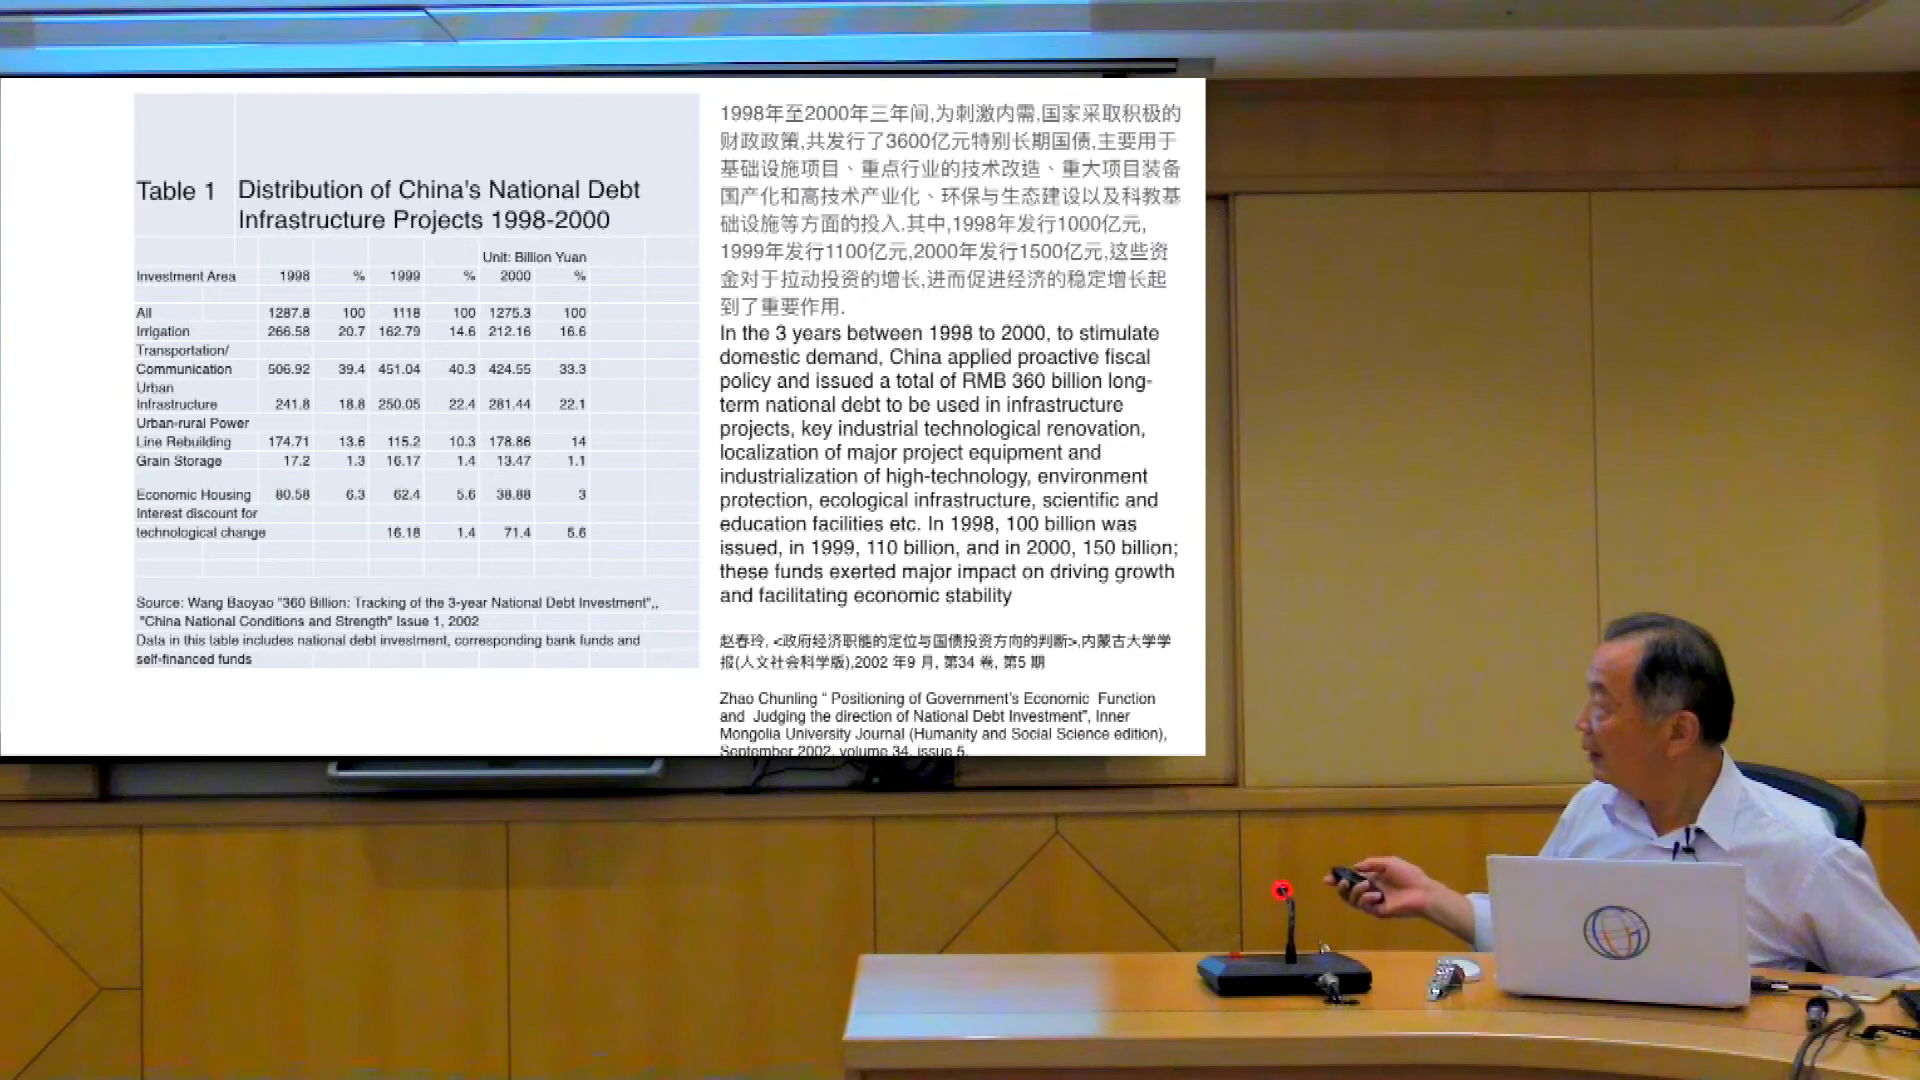 Table 1 Distribution of China's National Debt
Infrastructure Projects 1998-2000
Unit: Billion Yuan
Investment Area 1998 % 1999 % 2000 %
All 1287.8 100 1118 100 1275.3 100
Irrigation 266.58 20.7 162.79 14.6 212.16 16.6
Transportation/
Communication 506.92 39.4 451.04 40.3 424.55 33.3
Urban
Infrastructure 241.8 18.8 250.05 22.4 281.44 22.1
Urban-rural Power
Line Rebuilding 174.71 13.6 115.2 10.3 178.86 14
Grain Storage 17.2 1.3 16.17 1.4 13.47 1.1
Economic Housing 80.58 6.3 62.4 5.6 38.88 3
Interest discount for
technological change 16.18 1.4 71.4 5.6
Source: Wang Baoyao "360 Billion: Tracking of the 3-year National Debt Investment",,
"China National Conditions and Strength" Issue 1, 2002
Data in this table includes national debt investment, corresponding bank funds and
self-financed funds
1998年至2000年三年间,为刺激内需,国家采取积极的
财政政策,共发行了3600亿元特别长期国债,主要用于
基础设施项目、重点行业的技术改造、重大项目装备
国产化和高技术产业化、环保与生态建设以及科教基
础设施等方面的投入.其中,1998年发行1000亿元,
1999年发行1100亿元,2000年发行1500亿元,这些资
金对于拉动投资的增长,进而促进经济的稳定增长起
到了重要作用.
In the 3 years between 1998 to 2000, to stimulate
domestic demand, China applied proactive fiscal
policy and issued a total of RMB 360 billion long-
term national debt to be used in infrastructure
projects, key industrial technological renovation,
localization of major project equipment and
industrialization of high-technology, environment
protection, ecological infrastructure, scientific and
education facilities etc. In 1998, 100 billion was
issued, in 1999, 110 billion, and in 2000, 150 billion;
these funds exerted major impact on driving growth
and facilitating economic stability
赵春玲, <政府经济职能的定位与国债投资方向的判断>,内蒙古大学学
报(人文社会科学版),2002 年9 月, 第34 卷, 第5 期
Zhao Chunling “ Positioning of Government's Economic Function
and Judging the direction of National Debt Investment”, Inner
Mongolia University Journal (Humanity and Social Science edition),
September 2002, volume 34, issue 5.